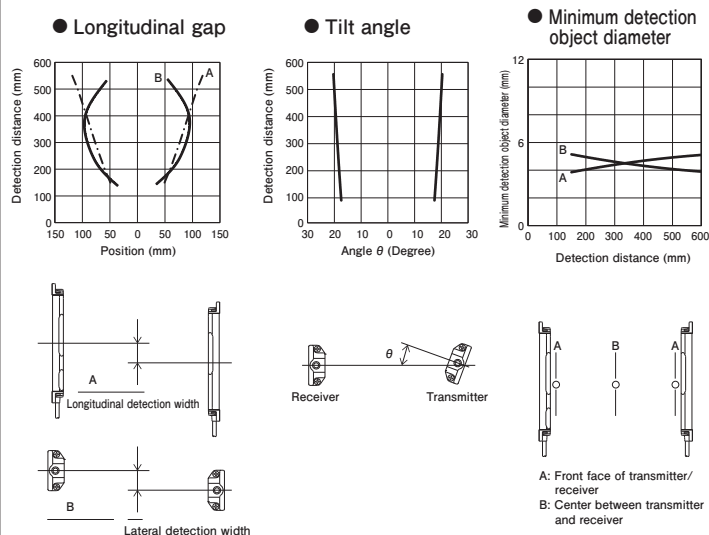 ● Longitudinal gap
Detection distance (mm)
600
500
400
300
200
100
0
B
A
150 100 50 0 50 100 150
Position (mm)
A
Longitudinal detection width
B
Lateral detection width
● Tilt angle
Detection distance (mm)
600
500
400
300
200
100
0
30 20 10 0 10 20 30
Angle θ (Degree)
θ
Receiver
Transmitter
● Minimum detection
object diameter
Minimum detection object diameter (mm)
12
6
0
B
A
0 100 200 300 400 500 600
Detection distance (mm)
A B A
A: Front face of transmitter/
receiver
B: Center between transmitter
and receiver